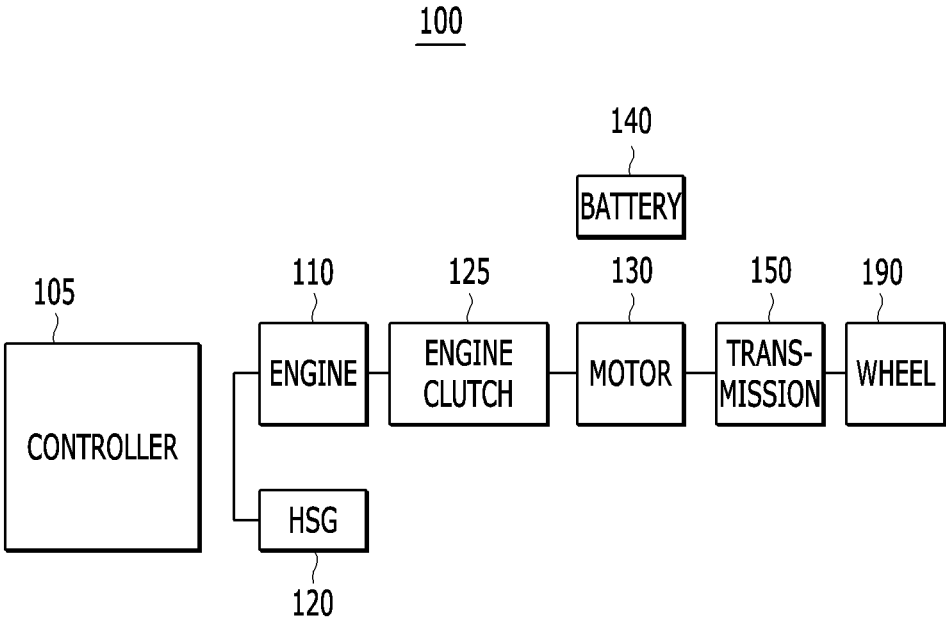 100
140
BATTERY
105
110
125
130
150
190
CONTROLLER
ENGINE
ENGINE
CLUTCH
MOTOR
TRANS-
MISSION
WHEEL
HSG
120